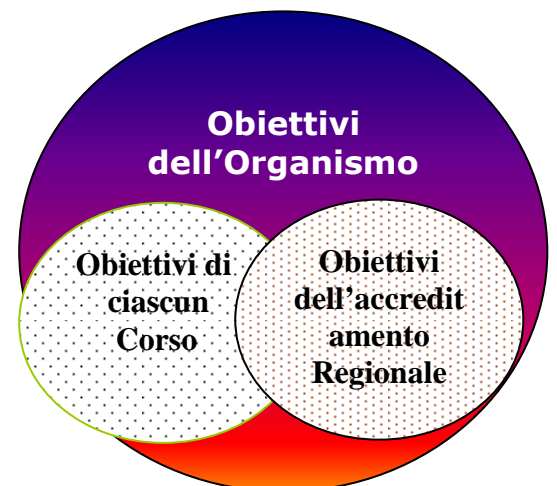 Obiettivi
dell’Organismo
Obiettivi di
ciascun
Corso
Obiettivi
dell’accredit
amento
Regionale